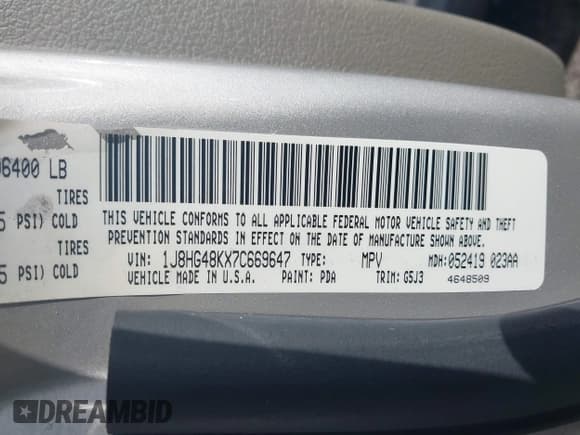 06400 LB
TIRES
5 PSI) COLD
TIRES
5 PSI) COLD
THIS VEHICLE CONFORMS TO ALL APPLICABLE FEDERAL MOTOR VEHICLE SAFETY AND THEFT
PREVENTION STANDARDS IN EFFECT ON THE DATE OF MANUFACTURE SHOWN ABOVE.
VIN: 1J8HG48KX7C669647 TYPE: MPV MDH:052419 023AA
VEHICLE MADE IN U.S.A. PAINT: PDA TRIM: G5J3 4648509
DREAMBID